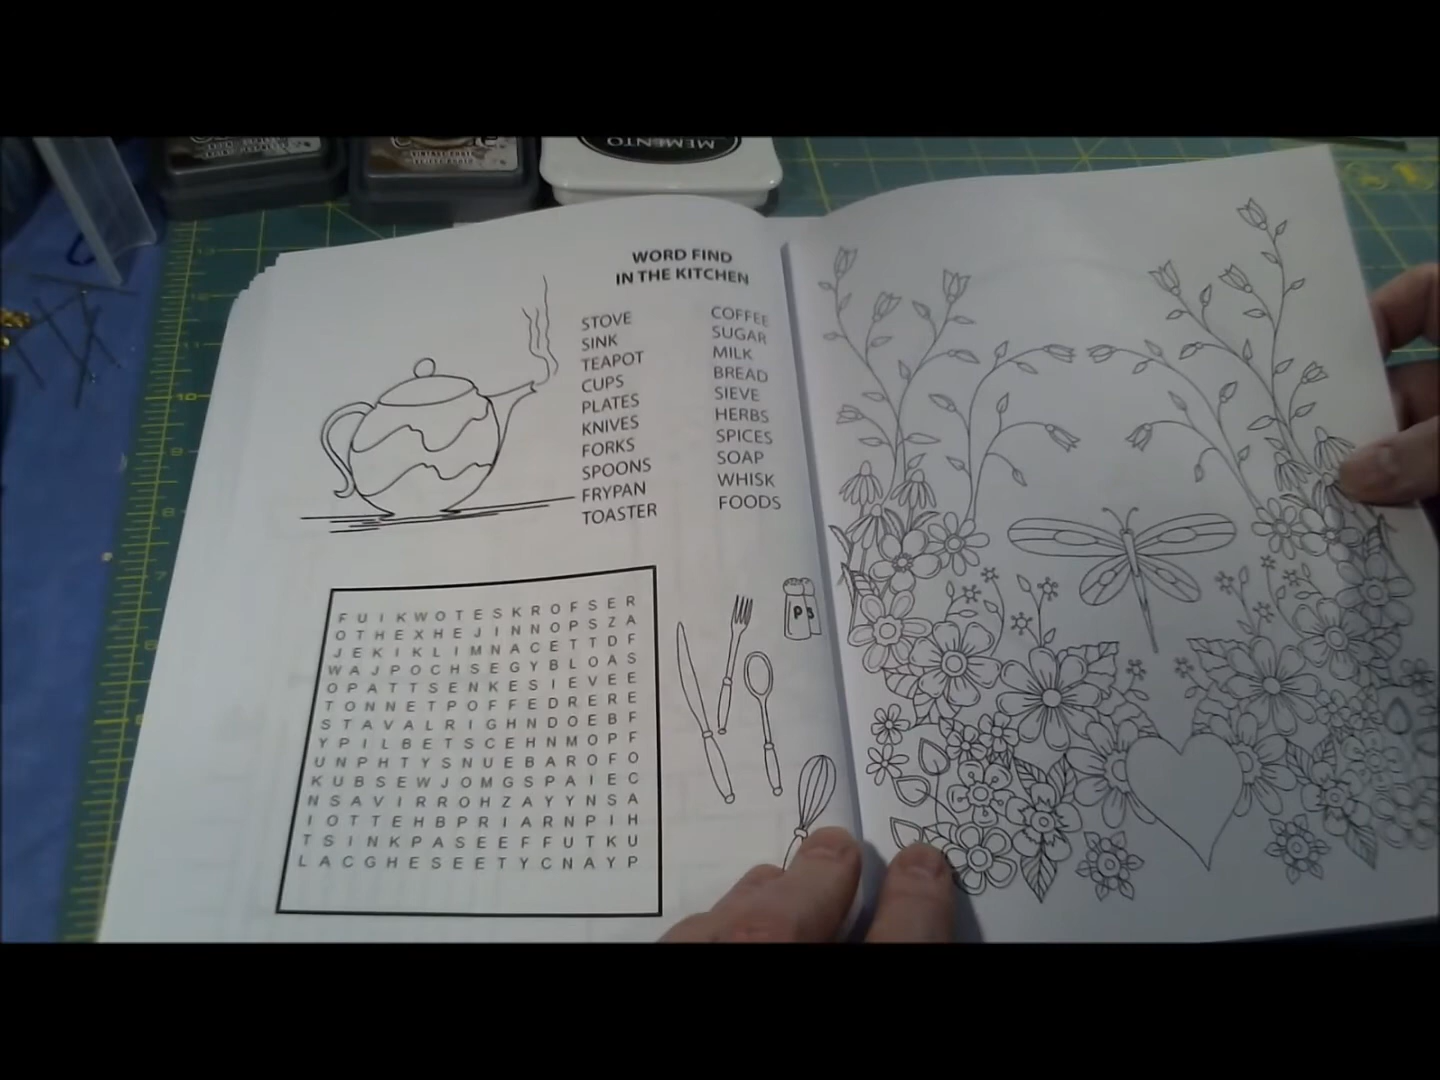 MEMENTO
WORD FIND
IN THE KITCHEN
STOVE
SINK
TEAPOT
CUPS
PLATES
KNIVES
FORKS
SPOONS
FRYPAN
TOASTER
COFFEE
SUGAR
MILK
BREAD
SIEVE
HERBS
SPICES
SOAP
WHISK
FOODS
F U I K W O T E S K R O F S E R
O T H E X H E J I N N O P S Z A
J E K I K L I M N A C E T T D F
W A J P O C H S E G Y B L O A S
O P A T T S E N K E S I E V E E
T O N N E T P O F F E D R E R E
S T A V A L R I G H N D O E B F
Y P I L B E T S C E H N M O P F
U N P H T Y S N U E B A R O F O
K U B S E W J O M G S P A I E C
N S A V I R R O H Z A Y Y N S A
I O T T E H B P R I A R N P I H
T S I N K P A S E E F F U T K U
L A C G H E S E E T Y C N A Y P
P S